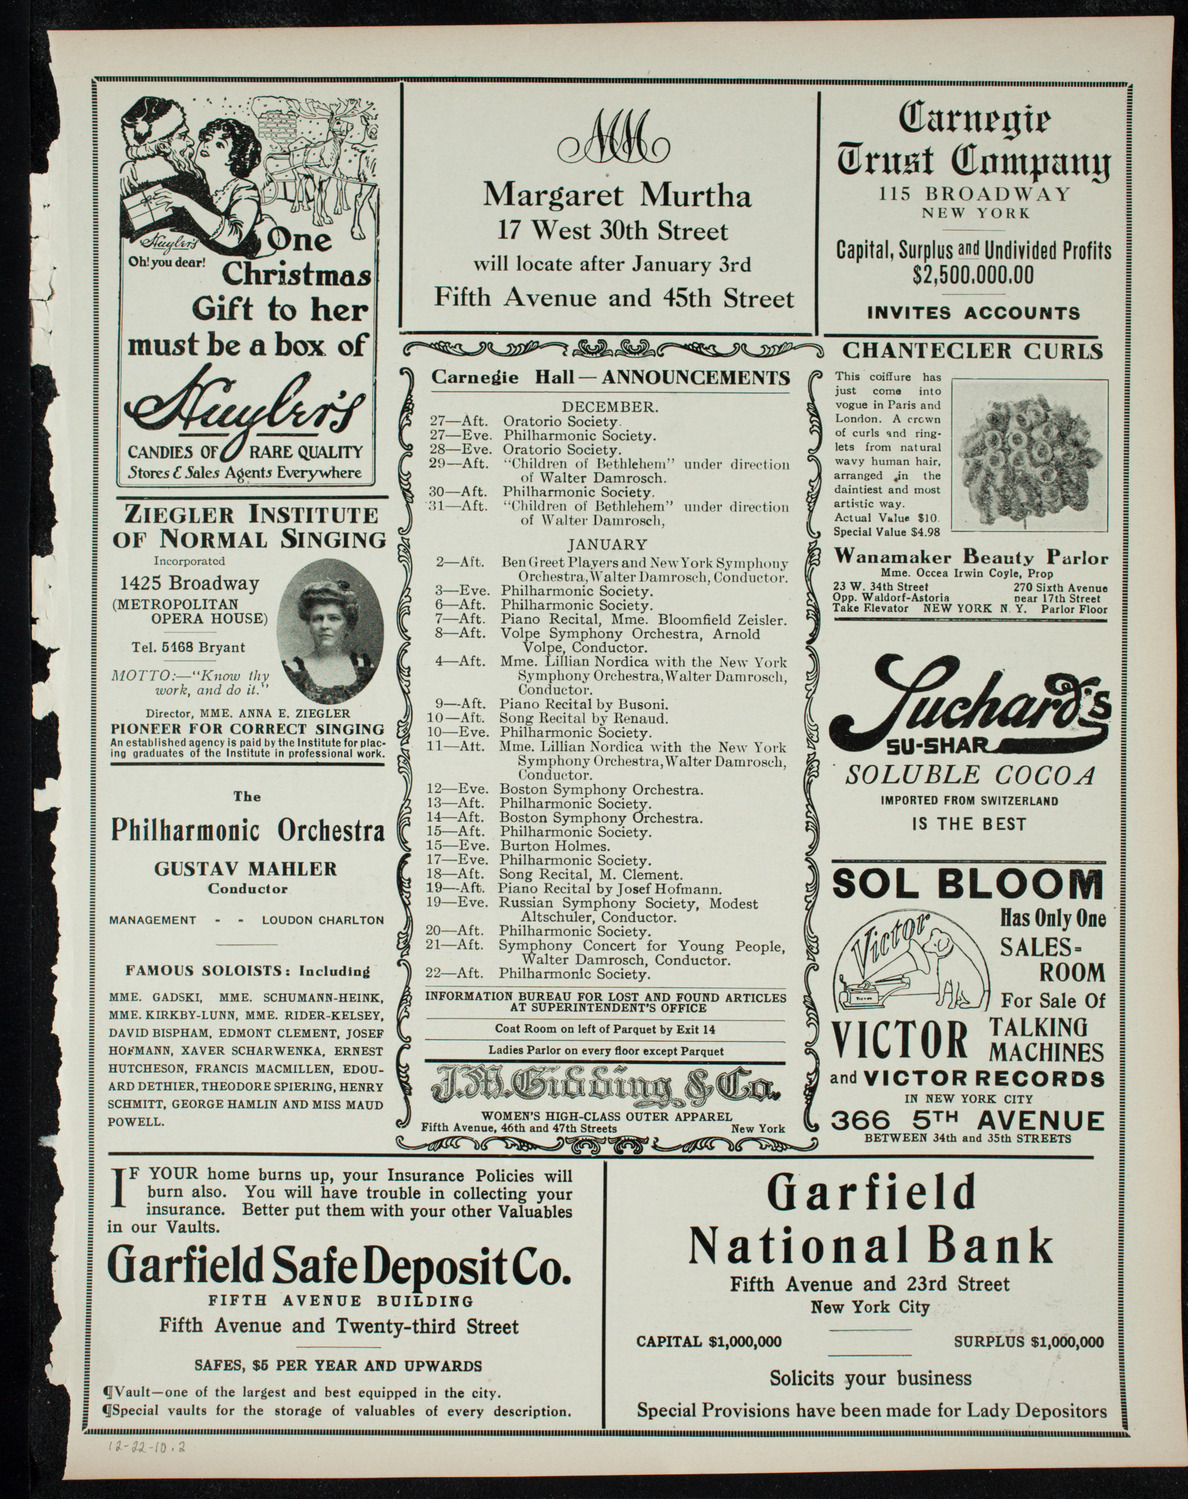 Huyler's
Oh! you dear!
One
Christmas
Gift to her
must be a box of
Huyler's
CANDIES OF RARE QUALITY
Stores & Sales Agents Everywhere
ZIEGLER INSTITUTE
OF NORMAL SINGING
Incorporated
1425 Broadway
(METROPOLITAN
OPERA HOUSE)
Tel. 5468 Bryant
MOTTO:—"Know thy
work, and do it."
Director, MME. ANNA E. ZIEGLER
PIONEER FOR CORRECT SINGING
An established agency is paid by the Institute for plac-
ing graduates of the Institute in professional work.
The
Philharmonic Orchestra
GUSTAV MAHLER
Conductor
MANAGEMENT - - LOUDON CHARLTON
FAMOUS SOLOISTS: Including
MME. GADSKI, MME. SCHUMANN-HEINK,
MME. KIRKBY-LUNN, MME. RIDER-KELSEY,
DAVID BISPHAM, EDMONT CLEMENT, JOSEF
HOFMANN, XAVER SCHARWENKA, ERNEST
HUTCHESON, FRANCIS MACMILLEN, EDOU-
ARD DETHIER, THEODORE SPIERING, HENRY
SCHMITT, GEORGE HAMLIN AND MISS MAUD
POWELL.
MM
Margaret Murtha
17 West 30th Street
will locate after January 3rd
Fifth Avenue and 45th Street
Carnegie Hall—ANNOUNCEMENTS
DECEMBER.
27—Aft. Oratorio Society.
27—Eve. Philharmonic Society.
28—Eve. Oratorio Society.
29—Aft. "Children of Bethlehem" under direction
of Walter Damrosch.
30—Aft. Philharmonic Society.
31—Aft. "Children of Bethlehem" under direction
of Walter Damrosch,
JANUARY
2—Aft. Ben Greet Players and New York Symphony
Orchestra, Walter Damrosch, Conductor.
3—Eve. Philharmonic Society.
6—Aft. Philharmonic Society.
7—Aft. Piano Recital, Mme. Bloomfield Zeisler.
8—Aft. Volpe Symphony Orchestra, Arnold
Volpe, Conductor.
4—Aft. Mme. Lillian Nordica with the New York
Symphony Orchestra, Walter Damrosch,
Conductor.
9—Aft. Piano Recital by Busoni.
10—Aft. Song Recital by Renaud.
10—Eve. Philharmonic Society.
11—Aft. Mme. Lillian Nordica with the New York
Symphony Orchestra, Walter Damrosch,
Conductor.
12—Eve. Boston Symphony Orchestra.
13—Aft. Philharmonic Society.
14—Aft. Boston Symphony Orchestra.
15—Aft. Philharmonic Society.
15—Eve. Burton Holmes.
17—Eve. Philharmonic Society.
18—Aft. Song Recital, M. Clement.
19—Aft. Piano Recital by Josef Hofmann.
19—Eve. Russian Symphony Society, Modest
Altschuler, Conductor.
20—Aft. Philharmonic Society.
21—Aft. Symphony Concert for Young People,
Walter Damrosch, Conductor.
22—Aft. Philharmonic Society.
INFORMATION BUREAU FOR LOST AND FOUND ARTICLES
AT SUPERINTENDENT'S OFFICE
Coat Room on left of Parquet by Exit 14
Ladies Parlor on every floor except Parquet
J.M. Gidding & Co.
WOMEN'S HIGH-CLASS OUTER APPAREL
Fifth Avenue, 46th and 47th Streets New York
Carnegie
Trust Company
115 BROADWAY
NEW YORK
Capital, Surplus and Undivided Profits
$2,500.000.00
INVITES ACCOUNTS
CHANTECLER CURLS
This coiffure has
just come into
vogue in Paris and
London. A crown
of curls and ring-
lets from natural
wavy human hair,
arranged in the
daintiest and most
artistic way.
Actual Value $10.
Special Value $4.98
Wanamaker Beauty Parlor
Mme. Occea Irwin Coyle, Prop
23 W. 34th Street 270 Sixth Avenue
Opp. Waldorf-Astoria near 17th Street
Take Elevator NEW YORK N. Y. Parlor Floor
Suchard's
SU-SHAR
SOLUBLE COCOA
IMPORTED FROM SWITZERLAND
IS THE BEST
SOL BLOOM
Victor
Has Only One
SALES-
ROOM
For Sale Of
VICTOR TALKING
MACHINES
and VICTOR RECORDS
IN NEW YORK CITY
366 5TH AVENUE
BETWEEN 34th and 35th STREETS
IF YOUR home burns up, your Insurance Policies will
burn also. You will have trouble in collecting your
insurance. Better put them with your other Valuables
in our Vaults.
Garfield Safe Deposit Co.
FIFTH AVENUE BUILDING
Fifth Avenue and Twenty-third Street
SAFES, $5 PER YEAR AND UPWARDS
¶Vault—one of the largest and best equipped in the city.
¶Special vaults for the storage of valuables of every description.
Garfield
National Bank
Fifth Avenue and 23rd Street
New York City
CAPITAL $1,000,000 SURPLUS $1,000,000
Solicits your business
Special Provisions have been made for Lady Depositors
12-22-10.2